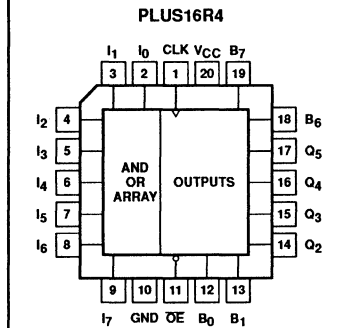 PLUS16R4
I1 I0 CLK VCC B7
3 2 1 20 19
I2 4 18 B6
I3 5 17 Q5
I4 6 AND OR ARRAY OUTPUTS 16 Q4
I5 7 15 Q3
I6 8 14 Q2
9 10 11 12 13
I7 GND O̅E̅ B0 B1